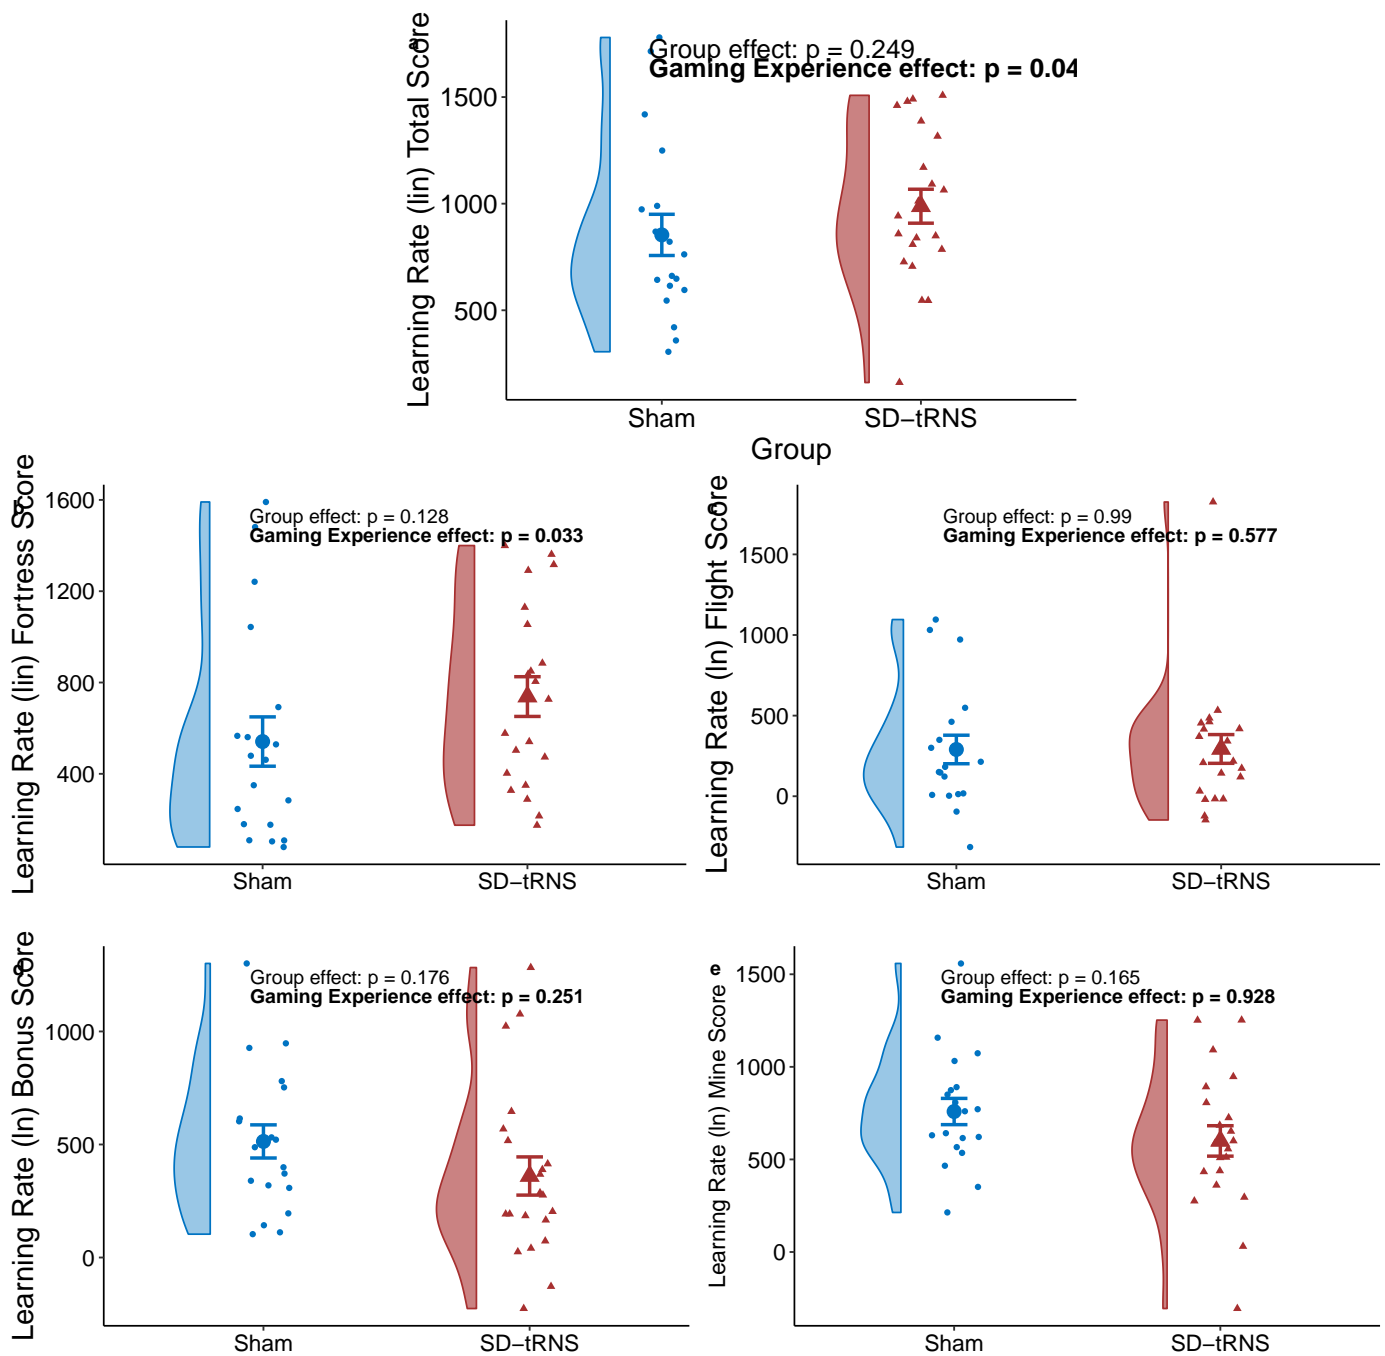 a
Learning Rate (lin) Total Score
Group effect: p = 0.249
Gaming Experience effect: p = 0.04
1500
1000
500
Sham
SD−tRNS
Group
Learning Rate (lin) Fortress Score
Group effect: p = 0.128
Gaming Experience effect: p = 0.033
1600
1200
800
400
Sham
SD−tRNS
Learning Rate (ln) Flight Score
Group effect: p = 0.99
Gaming Experience effect: p = 0.577
1500
1000
500
0
Sham
SD−tRNS
Learning Rate (ln) Bonus Score
Group effect: p = 0.176
Gaming Experience effect: p = 0.251
1000
500
0
Sham
SD−tRNS
e
Learning Rate (ln) Mine Score
Group effect: p = 0.165
Gaming Experience effect: p = 0.928
1500
1000
500
0
Sham
SD−tRNS